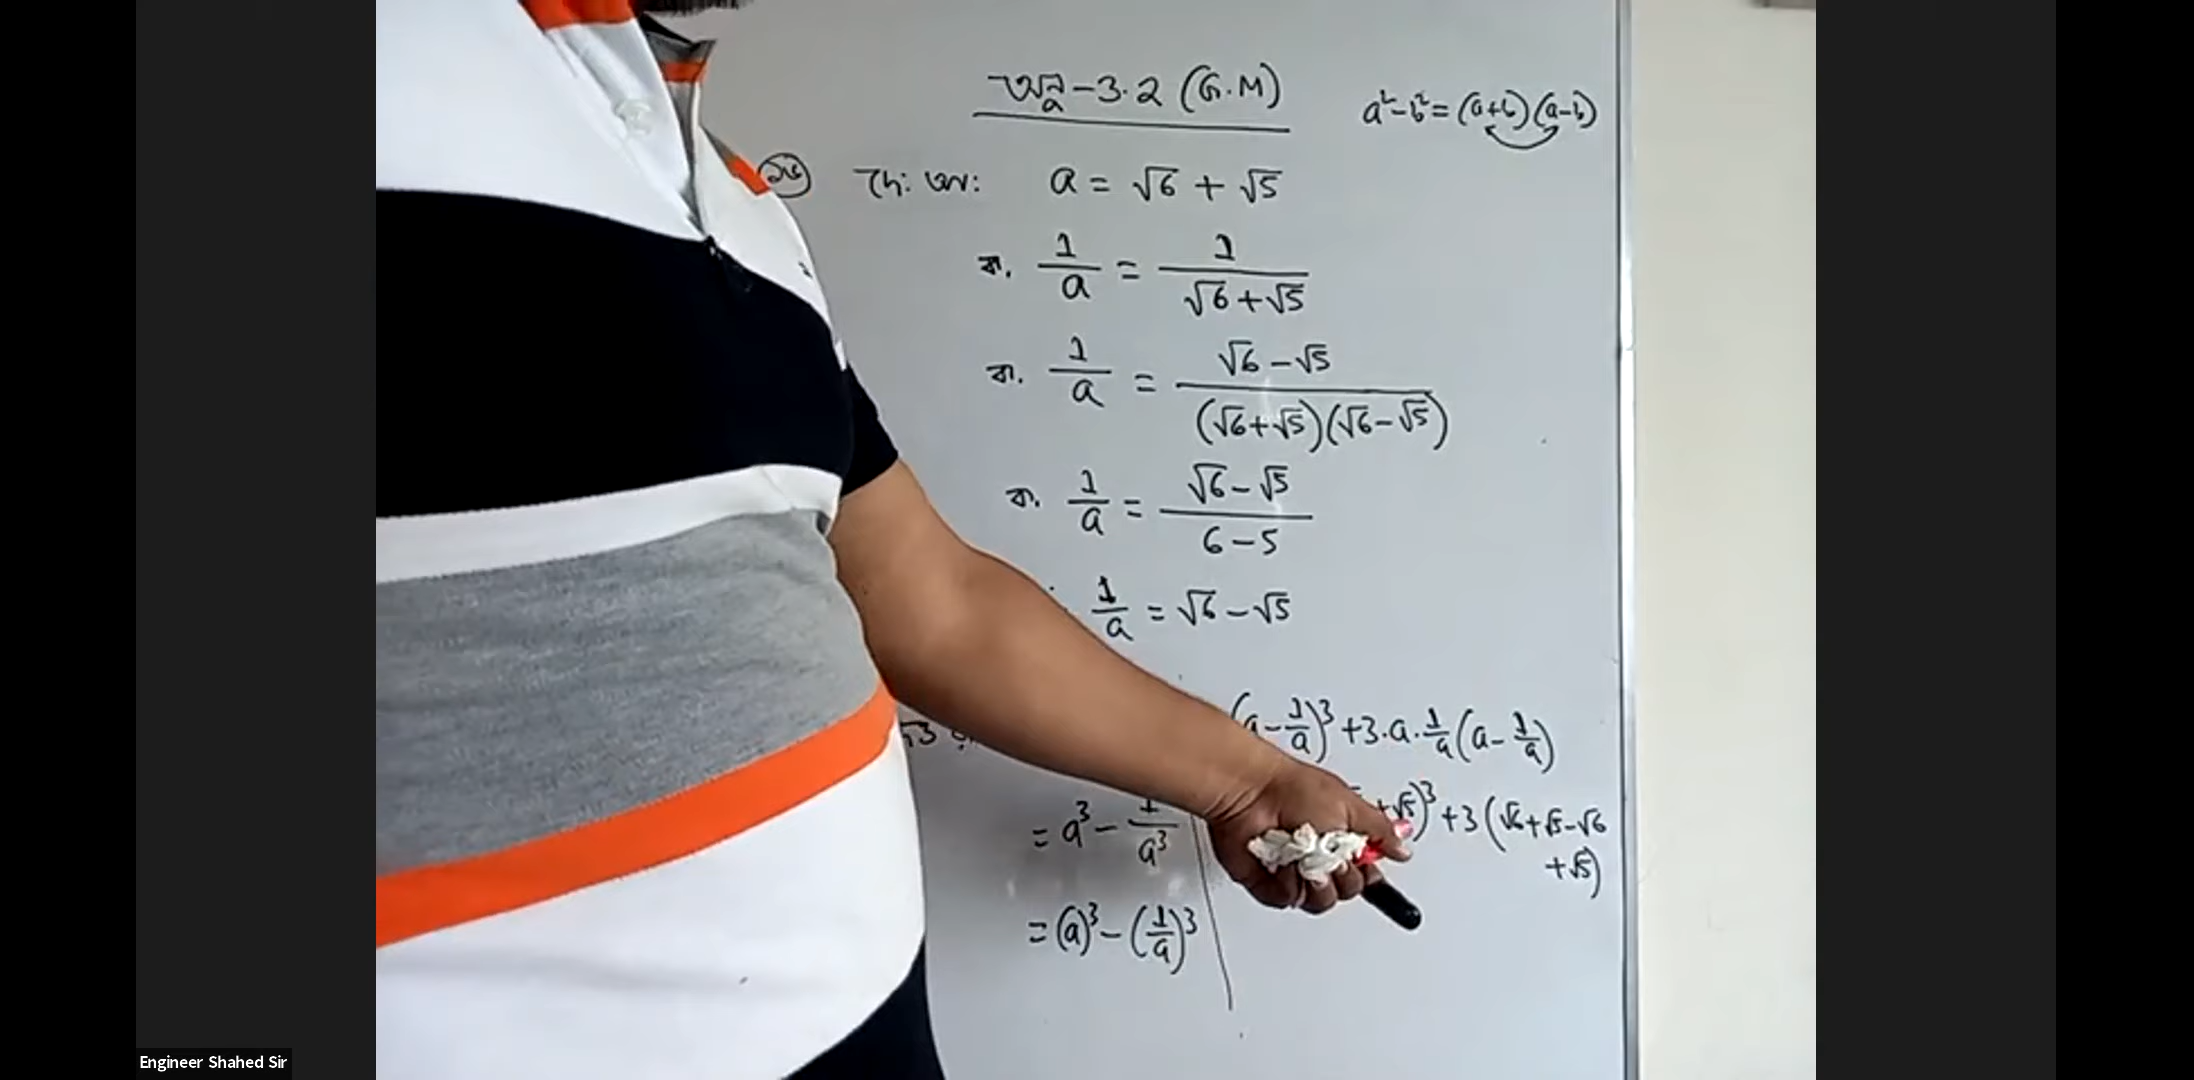 অনু-3.2 (G.M)
a²-b²=(a+b)(a-b)
দে: আ: a = √6 + √5
বা, 1/a = 1/(√6+√5)
বা, 1/a = (√6-√5)/((√6+√5)(√6-√5))
বা, 1/a = (√6-√5)/(6-5)
1/a = √6-√5
(a-1/a)³+3.a.1/a(a-1/a)
= a³-1/a³
+√5)³+3(√6+√5-√6
+√5)
=(a)³-(1/a)³
Engineer Shahed Sir